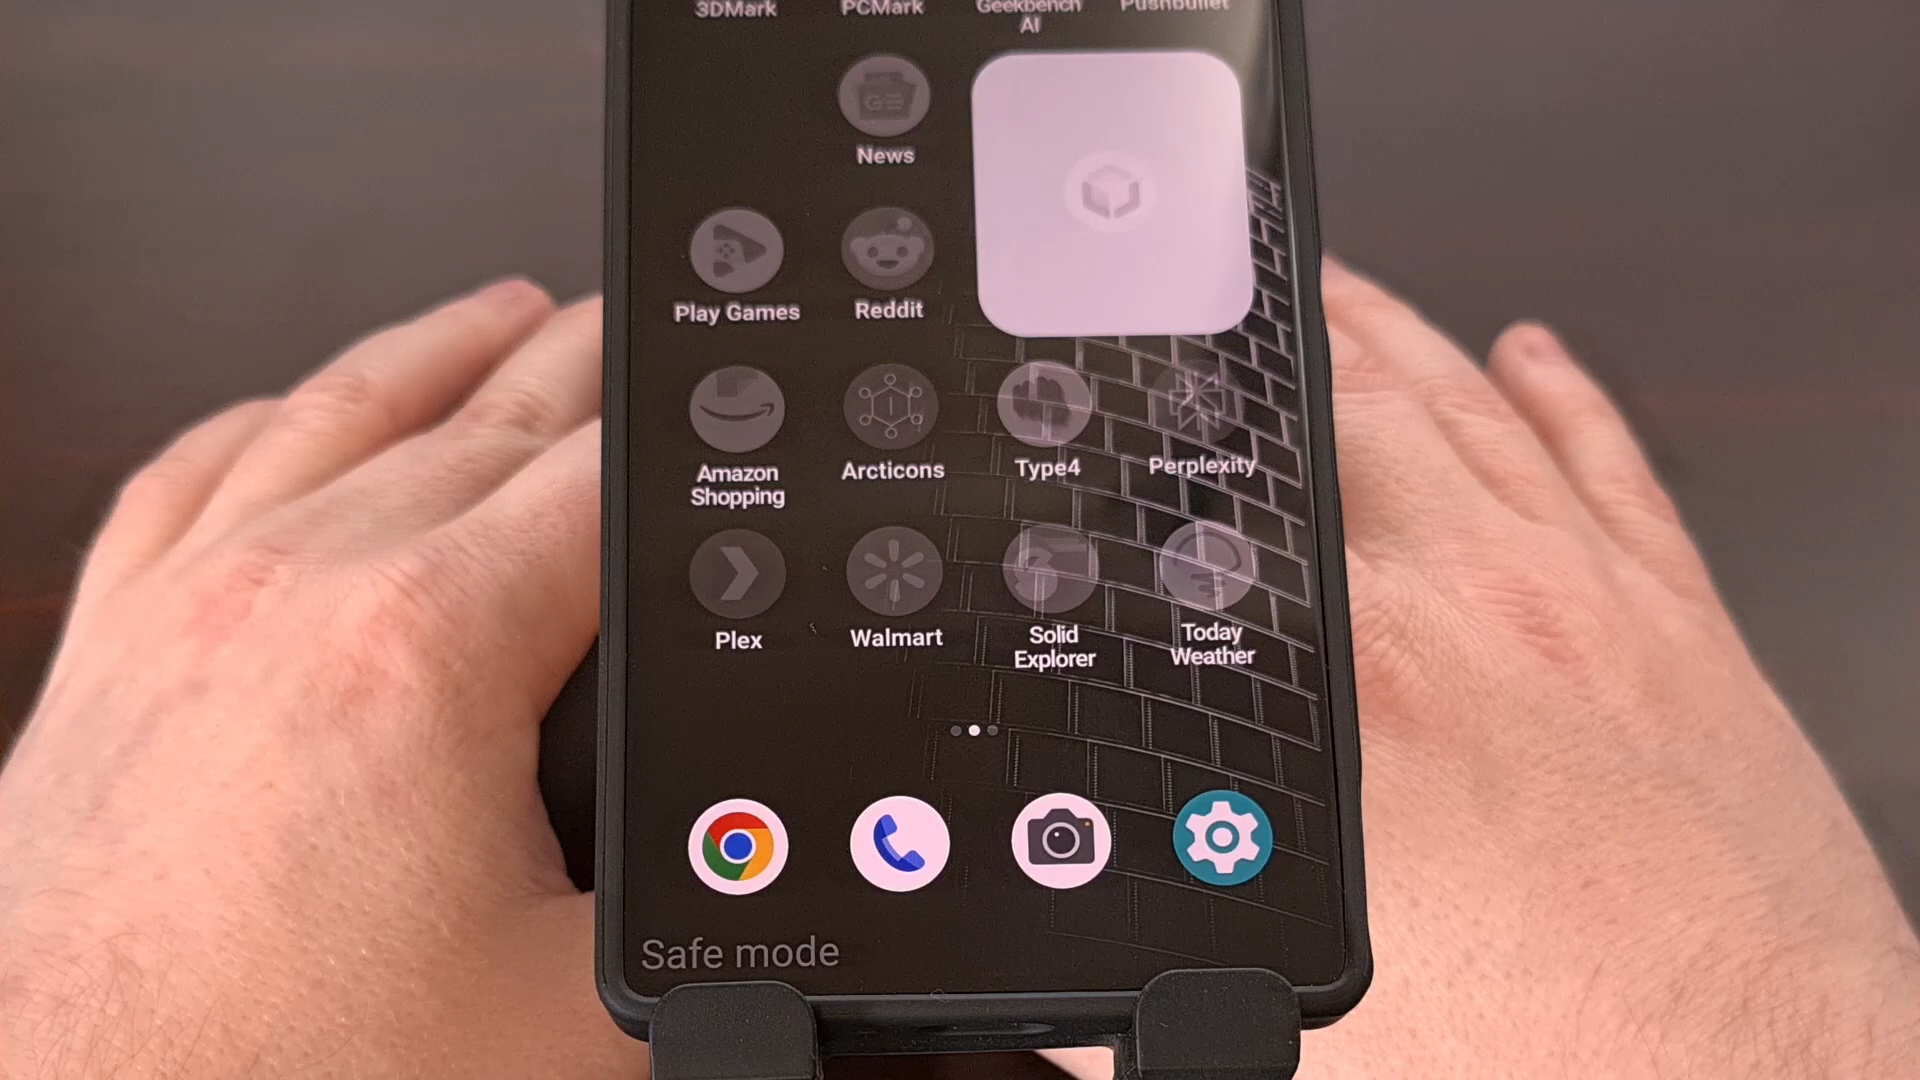 3DMark PCMark Geekbench Pushbullet
AI
News
Play Games Reddit
Amazon Arcticons Type4 Perplexity
Shopping
Plex Walmart Solid Today
Explorer Weather
Safe mode